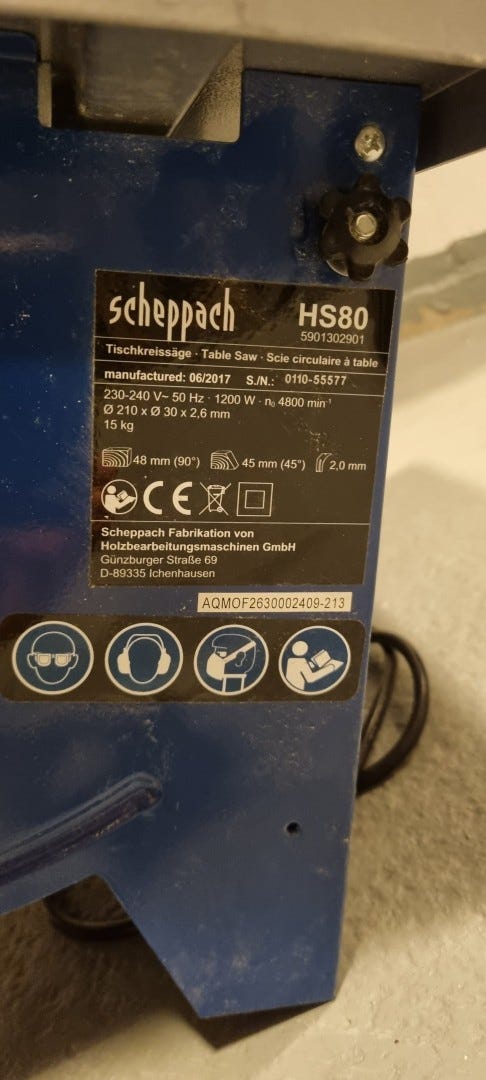 scheppach
HS80
5901302901
Tischkreissäge · Table Saw · Scie circulaire à table
manufactured: 06/2017 S./N.: 0110-55577
230-240 V~ 50 Hz · 1200 W · n₀ 4800 min⁻¹
Ø 210 x Ø 30 x 2,6 mm
15 kg
48 mm (90°) 45 mm (45°) 2,0 mm
CE
Scheppach Fabrikation von
Holzbearbeitungsmaschinen GmbH
Günzburger Straße 69
D-89335 Ichenhausen
AQMOF2630002409-213